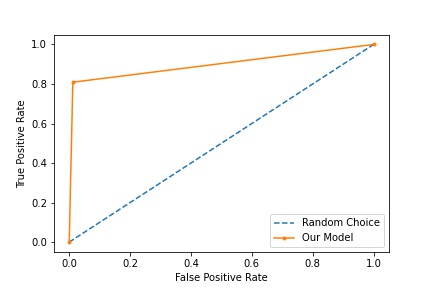 1.0
0.8
0.6
0.4
0.2
0.0
True Positive Rate
Random Choice
Our Model
0.0 0.2 0.4 0.6 0.8 1.0
False Positive Rate